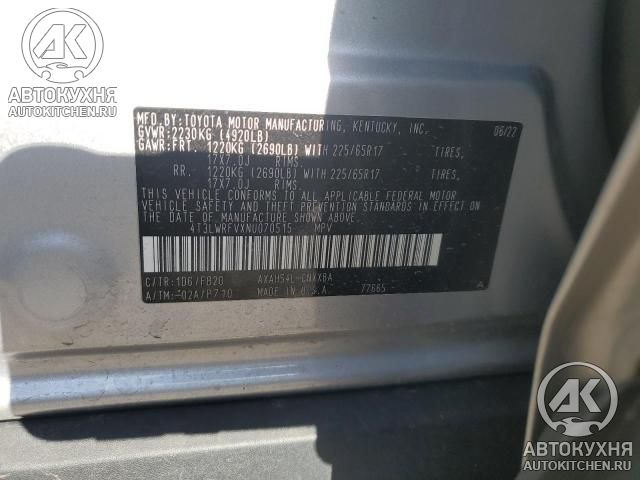 АК
АВТОКУХНЯ
AUTOKITCHEN.RU
MFD.BY:TOYOTA MOTOR MANUFACTURING, KENTUCKY, INC. 06/22
GVWR:2230KG (4920LB)
GAWR:FRT. 1220KG (2690LB) WITH 225/65R17 TIRES,
17X7.0J RIMS.
RR. 1220KG (2690LB) WITH 225/65R17 TIRES,
17X7.0J RIMS.
THIS VEHICLE CONFORMS TO ALL APPLICABLE FEDERAL MOTOR
VEHICLE SAFETY AND THEFT PREVENTION STANDARDS IN EFFECT
ON THE DATE OF MANUFACTURE SHOWN ABOVE.
4T3LWRFVXNU070515 MPV
C/TR:1D6/FB20 AXAH54L-CNXXBA
A/TM:-02A/P710 MADE IN U.S.A. 77665 A
АК
АВТОКУХНЯ
AUTOKITCHEN.RU